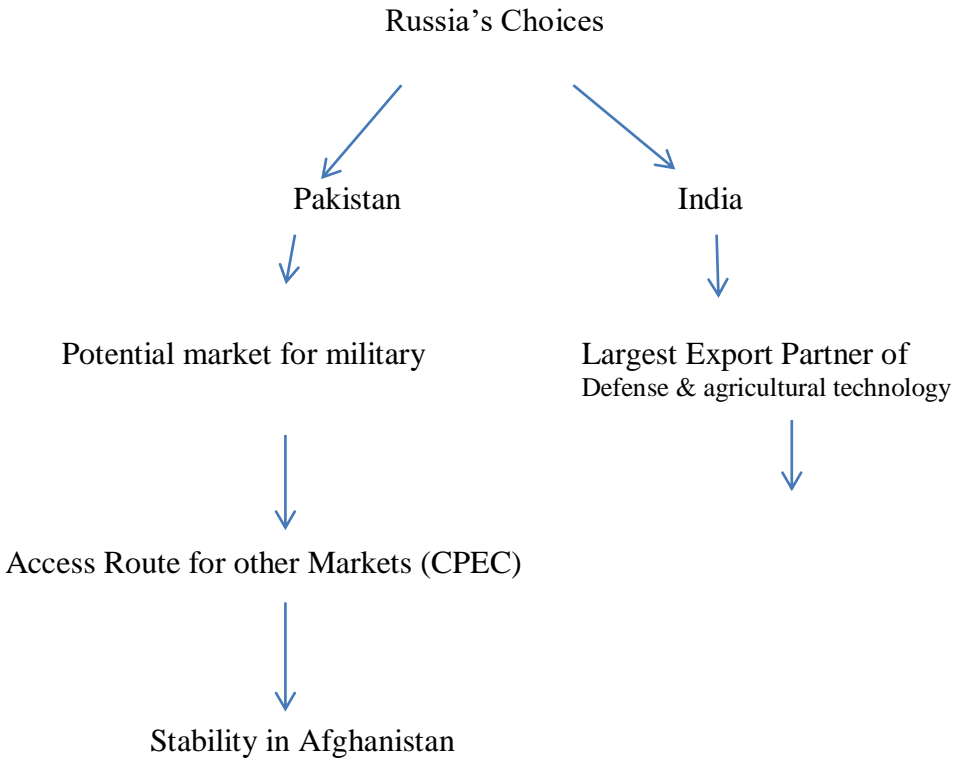 Russia’s Choices
Pakistan
India
Potential market for military
Largest Export Partner of
Defense & agricultural technology
Access Route for other Markets (CPEC)
Stability in Afghanistan